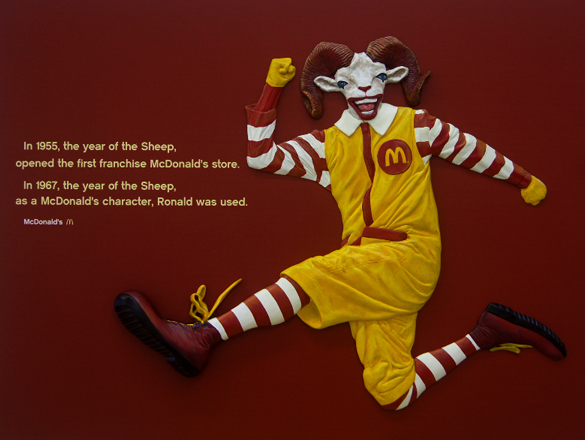 In 1955, the year of the Sheep,
opened the first franchise McDonald's store.
In 1967, the year of the Sheep,
as a McDonald's character, Ronald was used.
McDonald's